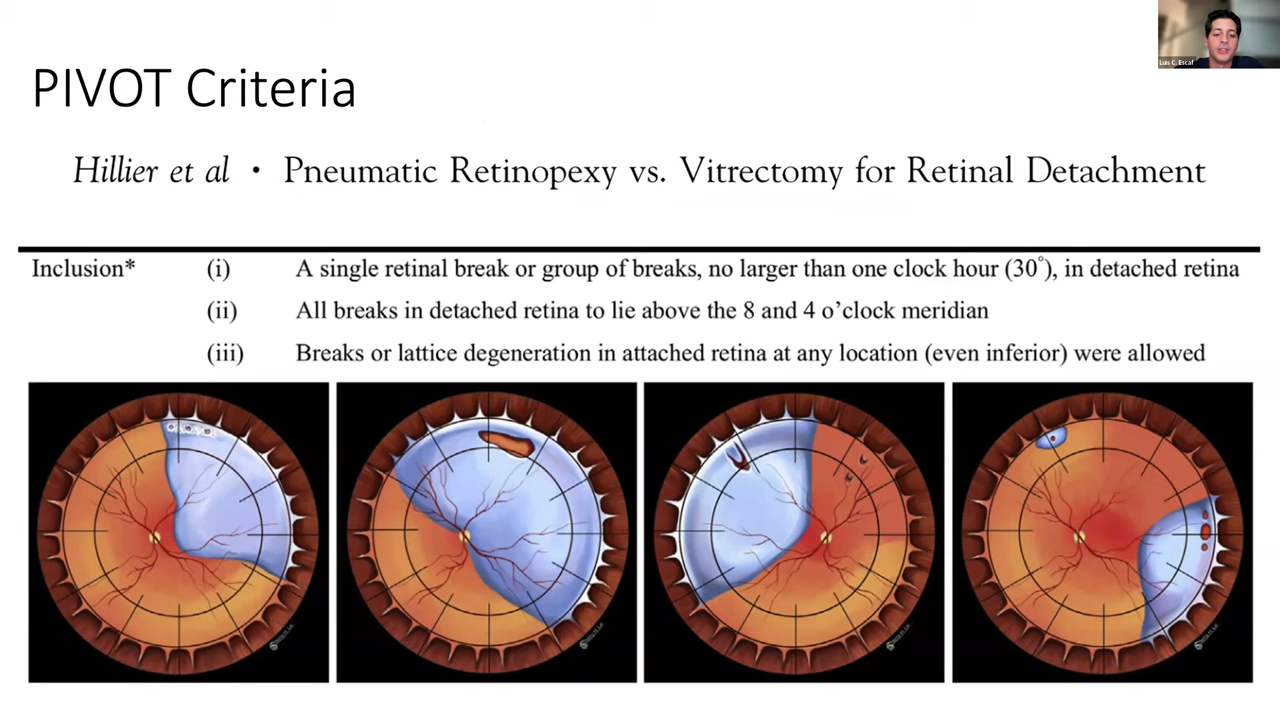 Luis C. Escaf
PIVOT Criteria
Hillier et al • Pneumatic Retinopexy vs. Vitrectomy for Retinal Detachment
Inclusion* (i) A single retinal break or group of breaks, no larger than one clock hour (30°), in detached retina
(ii) All breaks in detached retina to lie above the 8 and 4 o’clock meridian
(iii) Breaks or lattice degeneration in attached retina at any location (even inferior) were allowed